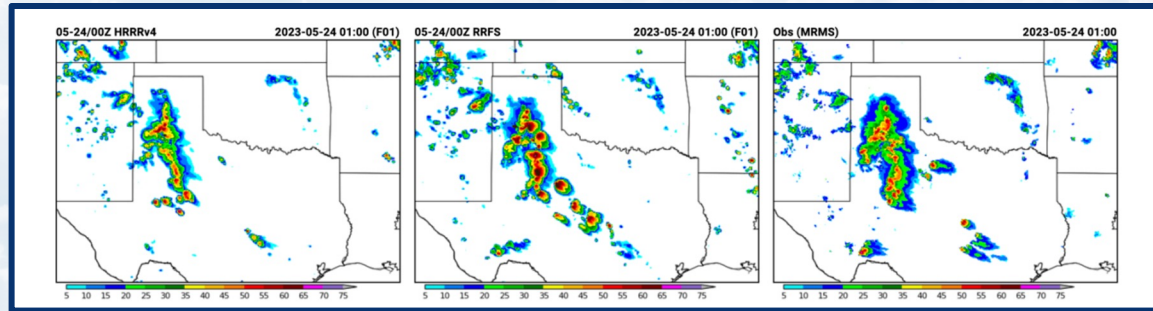 05-24/00Z HRRRv4 2023-05-24 01:00 (F01)
05-24/00Z RRFS 2023-05-24 01:00 (F01)
Obs (MRMS) 2023-05-24 01:00
5 10 15 20 25 30 35 40 45 50 55 60 65 70 75
5 10 15 20 25 30 35 40 45 50 55 60 65 70 75
5 10 15 20 25 30 35 40 45 50 55 60 65 70 75